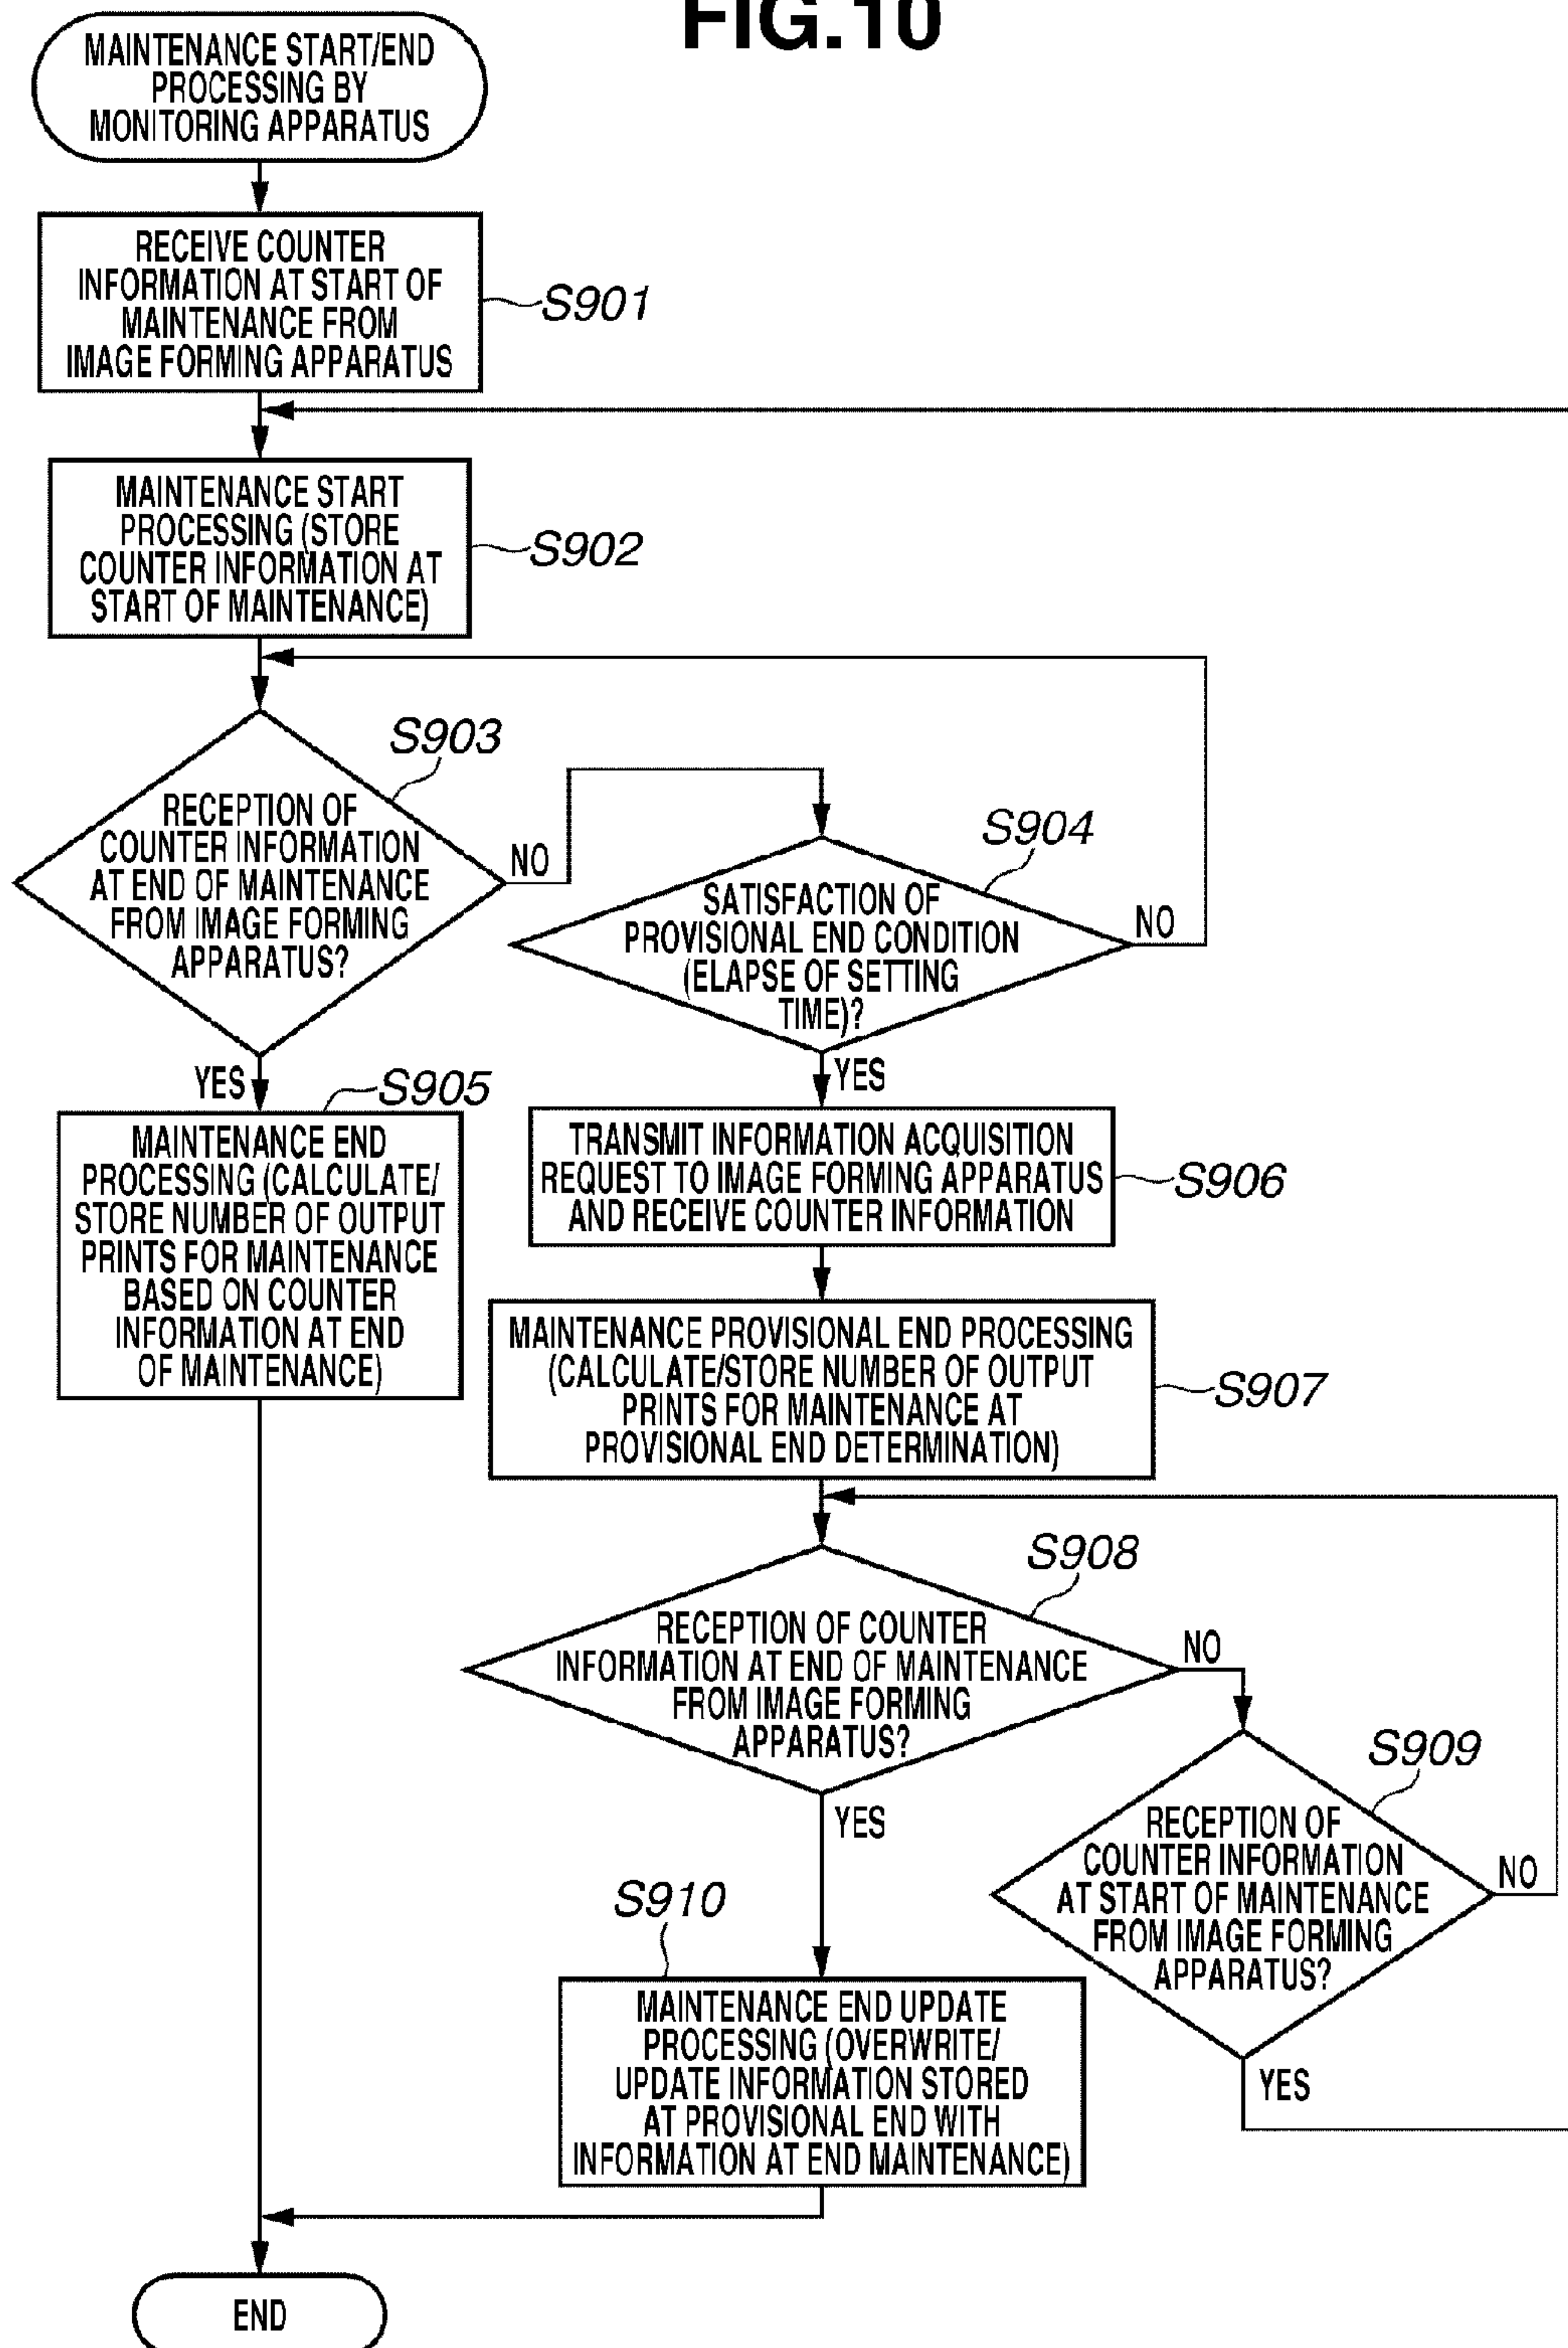 FIG.10
MAINTENANCE START/END
PROCESSING BY
MONITORING APPARATUS
RECEIVE COUNTER
INFORMATION AT START OF
MAINTENANCE FROM
IMAGE FORMING APPARATUS
S901
MAINTENANCE START
PROCESSING (STORE
COUNTER INFORMATION AT
START OF MAINTENANCE)
S902
S903
RECEPTION OF
COUNTER INFORMATION
AT END OF MAINTENANCE
FROM IMAGE FORMING
APPARATUS?
NO
YES
S904
SATISFACTION OF
PROVISIONAL END CONDITION
(ELAPSE OF SETTING
TIME)?
NO
YES
S905
MAINTENANCE END
PROCESSING (CALCULATE/
STORE NUMBER OF OUTPUT
PRINTS FOR MAINTENANCE
BASED ON COUNTER
INFORMATION AT END
OF MAINTENANCE)
TRANSMIT INFORMATION ACQUISITION
REQUEST TO IMAGE FORMING APPARATUS
AND RECEIVE COUNTER INFORMATION
S906
MAINTENANCE PROVISIONAL END PROCESSING
(CALCULATE/STORE NUMBER OF OUTPUT
PRINTS FOR MAINTENANCE AT
PROVISIONAL END DETERMINATION)
S907
S908
RECEPTION OF COUNTER
INFORMATION AT END OF MAINTENANCE
FROM IMAGE FORMING
APPARATUS?
NO
YES
S909
RECEPTION OF
COUNTER INFORMATION
AT START OF MAINTENANCE
FROM IMAGE FORMING
APPARATUS?
NO
YES
S910
MAINTENANCE END UPDATE
PROCESSING (OVERWRITE/
UPDATE INFORMATION STORED
AT PROVISIONAL END WITH
INFORMATION AT END MAINTENANCE)
END